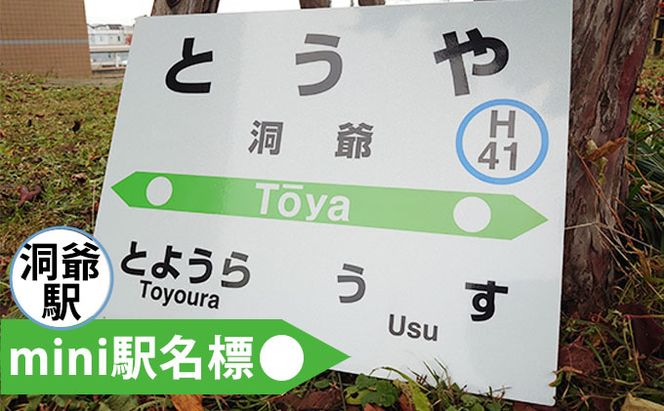 とうや
洞爺
H
41
Tōya
とようら うす
Toyoura Usu
洞爺
駅
mini駅名標